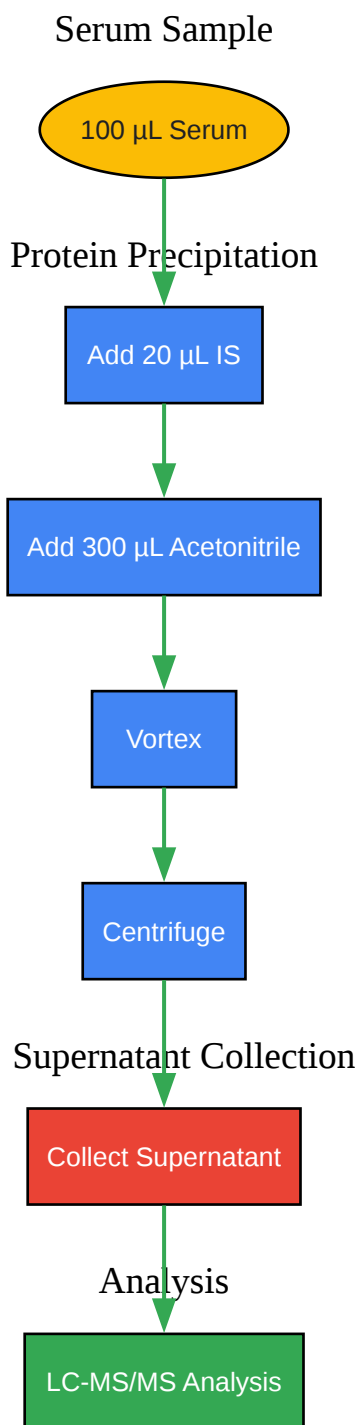 Serum Sample
100 µL Serum
Protein Precipitation
Add 20 µL IS
Add 300 µL Acetonitrile
Vortex
Centrifuge
Supernatant Collection
Collect Supernatant
Analysis
LC-MS/MS Analysis